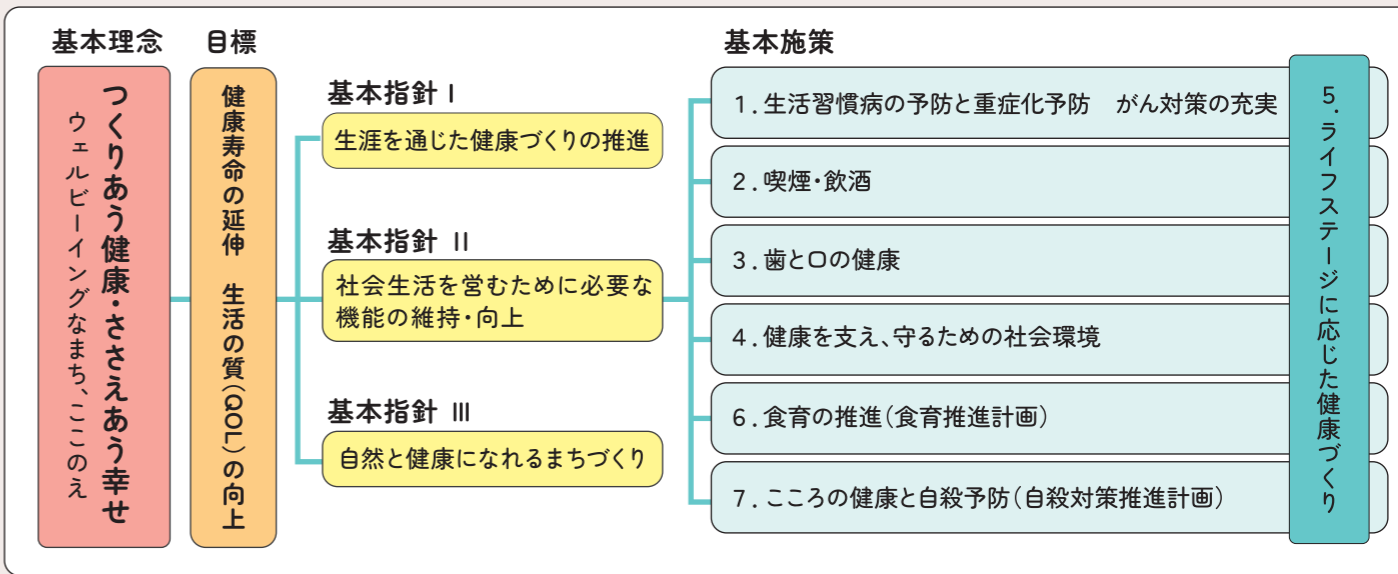 基本理念
つくりあう健康・ささえあう幸せ
ウェルビーイングなまち、ここのえ
目標
健康寿命の延伸　生活の質(QOL)の向上
基本指針 Ⅰ
生涯を通じた健康づくりの推進
基本指針 Ⅱ
社会生活を営むために必要な
機能の維持・向上
基本指針 Ⅲ
自然と健康になれるまちづくり
基本施策
1.生活習慣病の予防と重症化予防　がん対策の充実
2.喫煙・飲酒
3.歯と口の健康
4.健康を支え、守るための社会環境
6.食育の推進(食育推進計画)
7.こころの健康と自殺予防(自殺対策推進計画)
5.ライフステージに応じた健康づくり